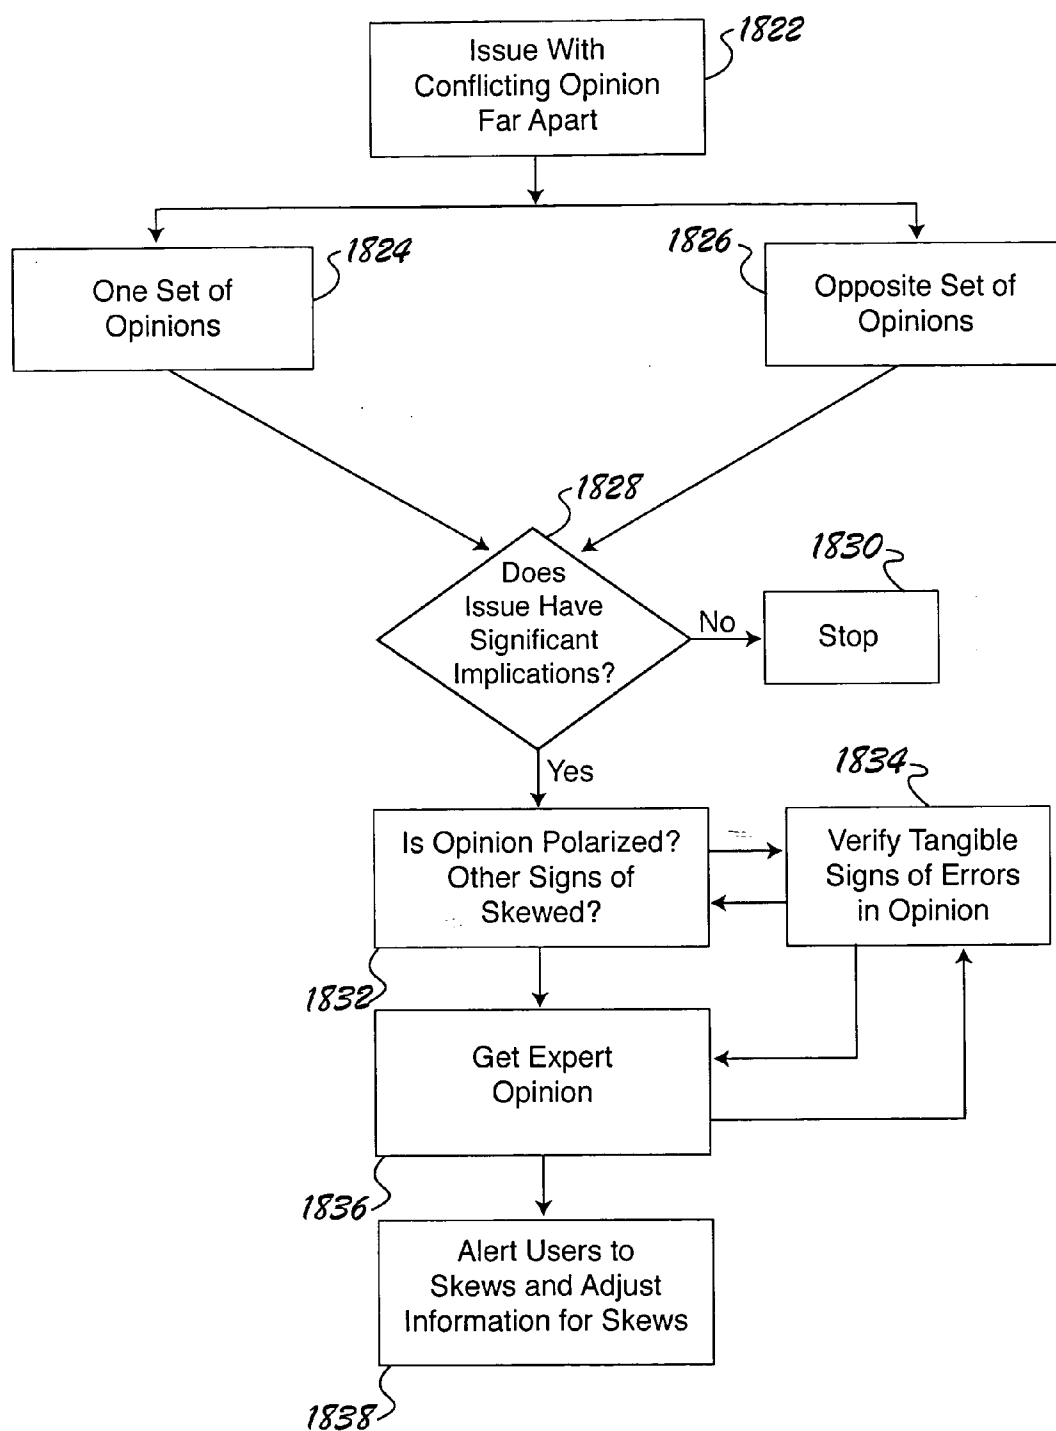 1822
Issue With
Conflicting Opinion
Far Apart
1824
One Set of
Opinions
1826
Opposite Set of
Opinions
1828
Does
Issue Have
Significant
Implications?
No
1830
Stop
Yes
1832
Is Opinion Polarized?
Other Signs of
Skewed?
1834
Verify Tangible
Signs of Errors
in Opinion
Get Expert
Opinion
1836
Alert Users to
Skews and Adjust
Information for Skews
1838